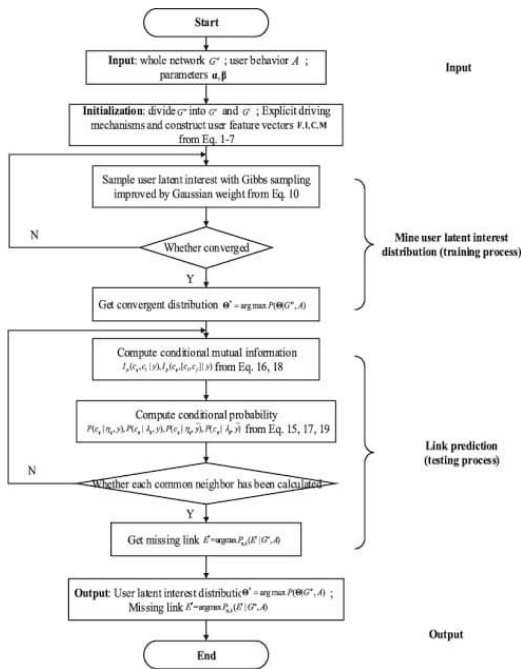 Start
Input: whole network G^u ; user behavior A ;
parameters α,β
Input
Initialization: divide G^u into and ; Explicit driving
mechanisms and construct user feature vectors F,I,C,M
from Eq. 1-7
Sample user latent interest with Gibbs sampling
improved by Gaussian weight from Eq. 10
N
Whether converged
Y
Mine user latent interest
distribution (training process)
Get convergent distribution Θ* = arg max P(Θ|G^u, A)
Compute conditional mutual information
from Eq. 16, 18
Compute conditional probability
from Eq. 15, 17, 19
N
Whether each common neighbor has been calculated
Y
Link prediction
(testing process)
Get missing link
Output: User latent interest distributic Θ* = arg max P(Θ|G^u, A) ;
Missing link
Output
End